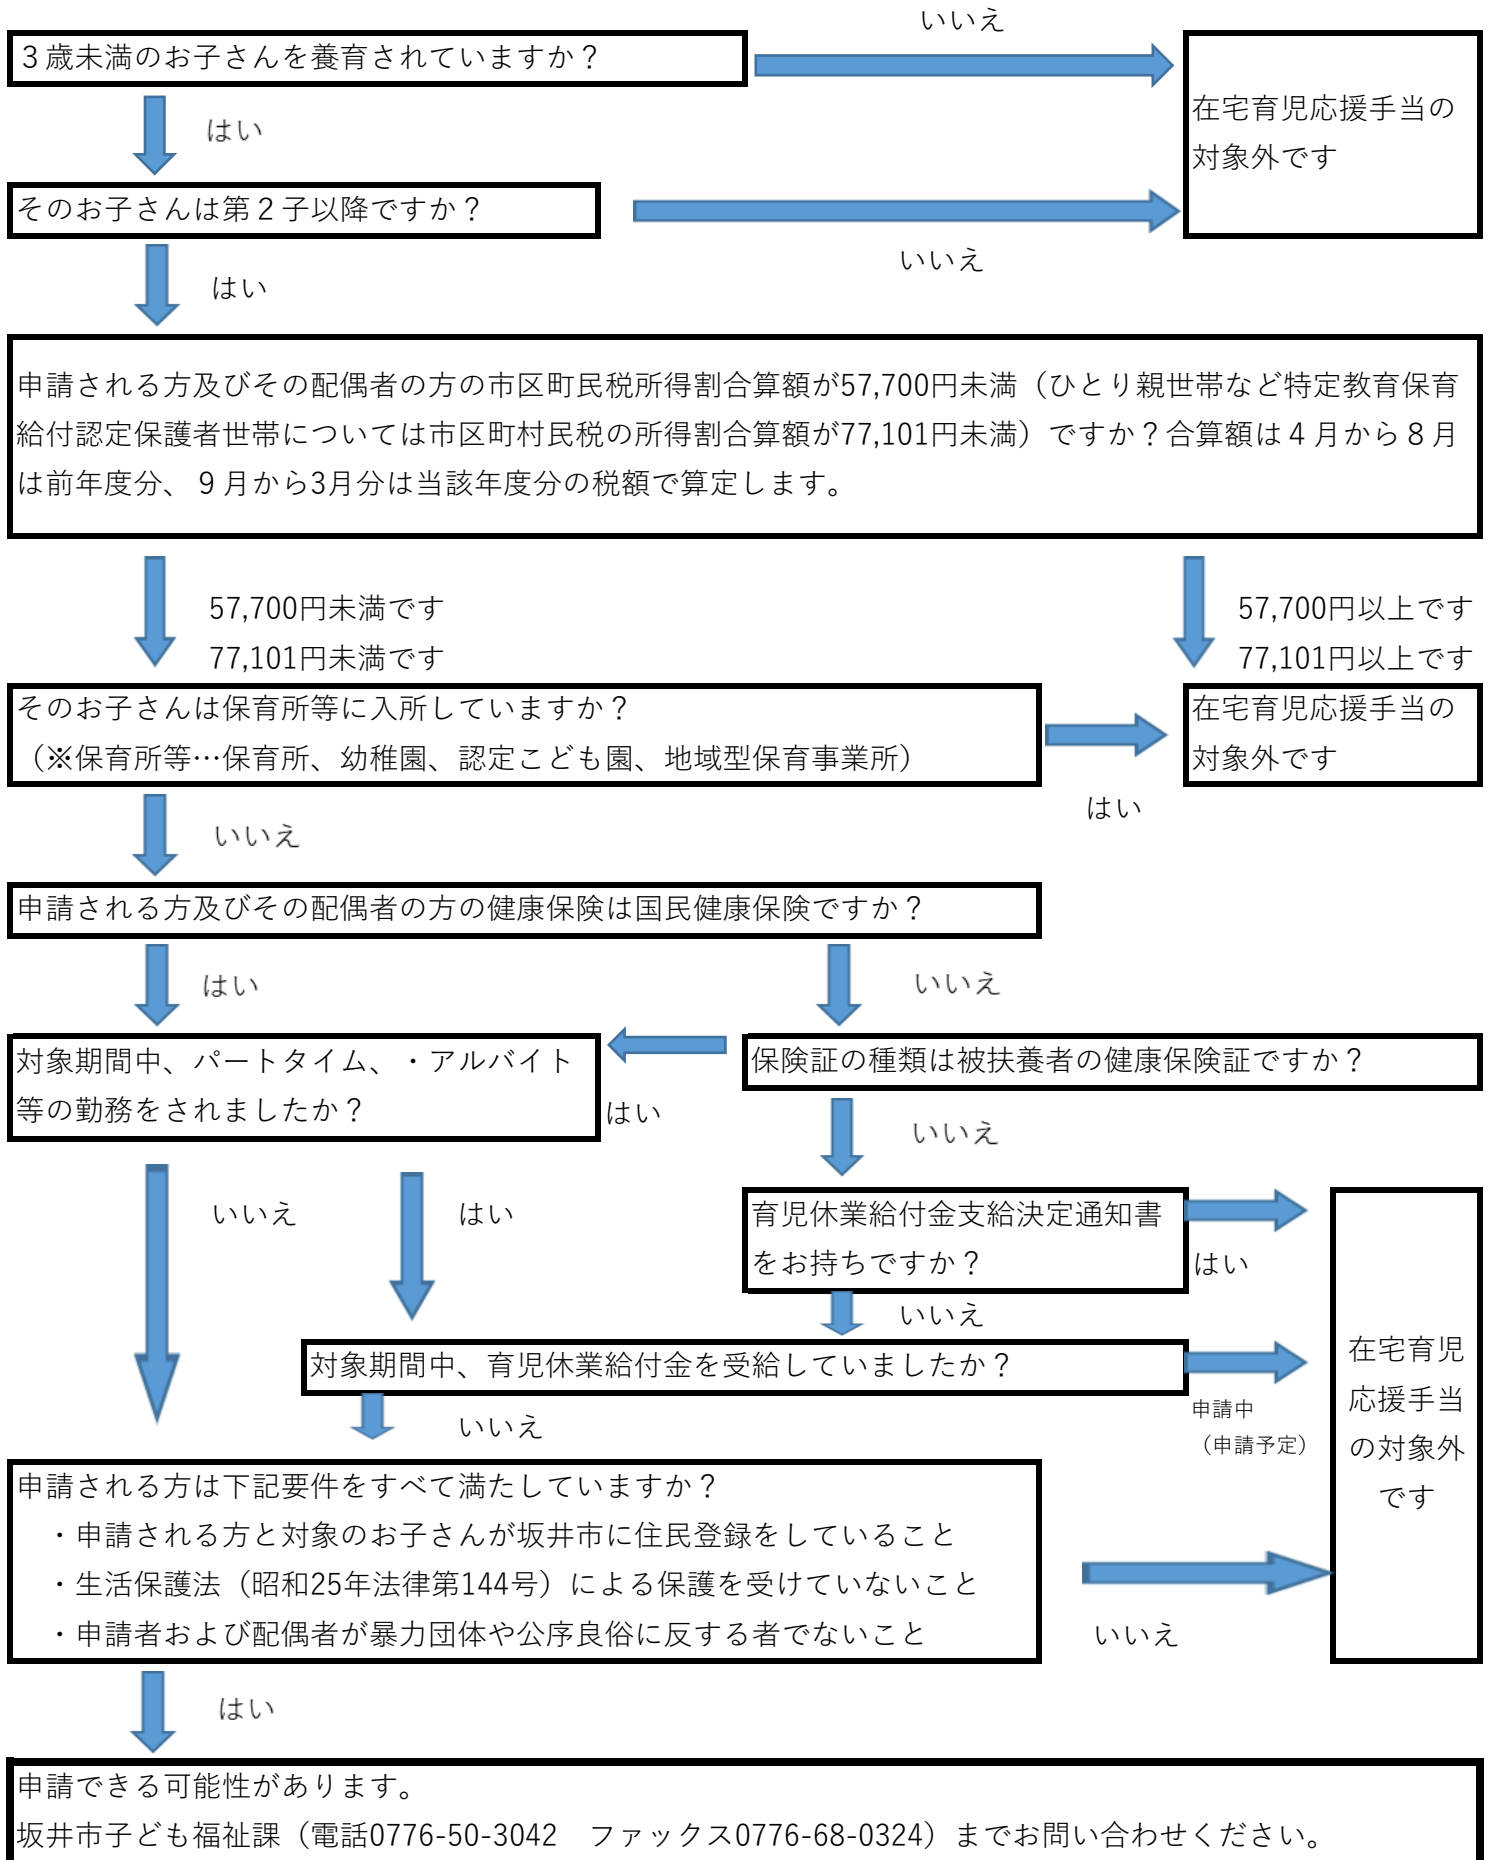 いいえ
３歳未満のお子さんを養育されていますか？
在宅育児応援手当の
対象外です
はい
そのお子さんは第２子以降ですか？
いいえ
はい
申請される方及びその配偶者の方の市区町民税所得割合算額が57,700円未満（ひとり親世帯など特定教育保育
給付認定保護者世帯については市区町村民税の所得割合算額が77,101円未満）ですか？合算額は４月から８月
は前年度分、９月から3月分は当該年度分の税額で算定します。
57,700円未満です
77,101円未満です
57,700円以上です
77,101円以上です
そのお子さんは保育所等に入所していますか？
（※保育所等…保育所、幼稚園、認定こども園、地域型保育事業所）
在宅育児応援手当の
対象外です
はい
いいえ
申請される方及びその配偶者の方の健康保険は国民健康保険ですか？
はい
いいえ
対象期間中、パートタイム、・アルバイト
等の勤務をされましたか？
保険証の種類は被扶養者の健康保険証ですか？
はい
いいえ
いいえ
はい
育児休業給付金支給決定通知書
をお持ちですか？
はい
いいえ
対象期間中、育児休業給付金を受給していましたか？
申請中
（申請予定）
いいえ
在宅育児
応援手当
の対象外
です
申請される方は下記要件をすべて満たしていますか？
・申請される方と対象のお子さんが坂井市に住民登録をしていること
・生活保護法（昭和25年法律第144号）による保護を受けていないこと
・申請者および配偶者が暴力団体や公序良俗に反する者でないこと
いいえ
はい
申請できる可能性があります。
坂井市子ども福祉課（電話0776-50-3042　ファックス0776-68-0324）までお問い合わせください。